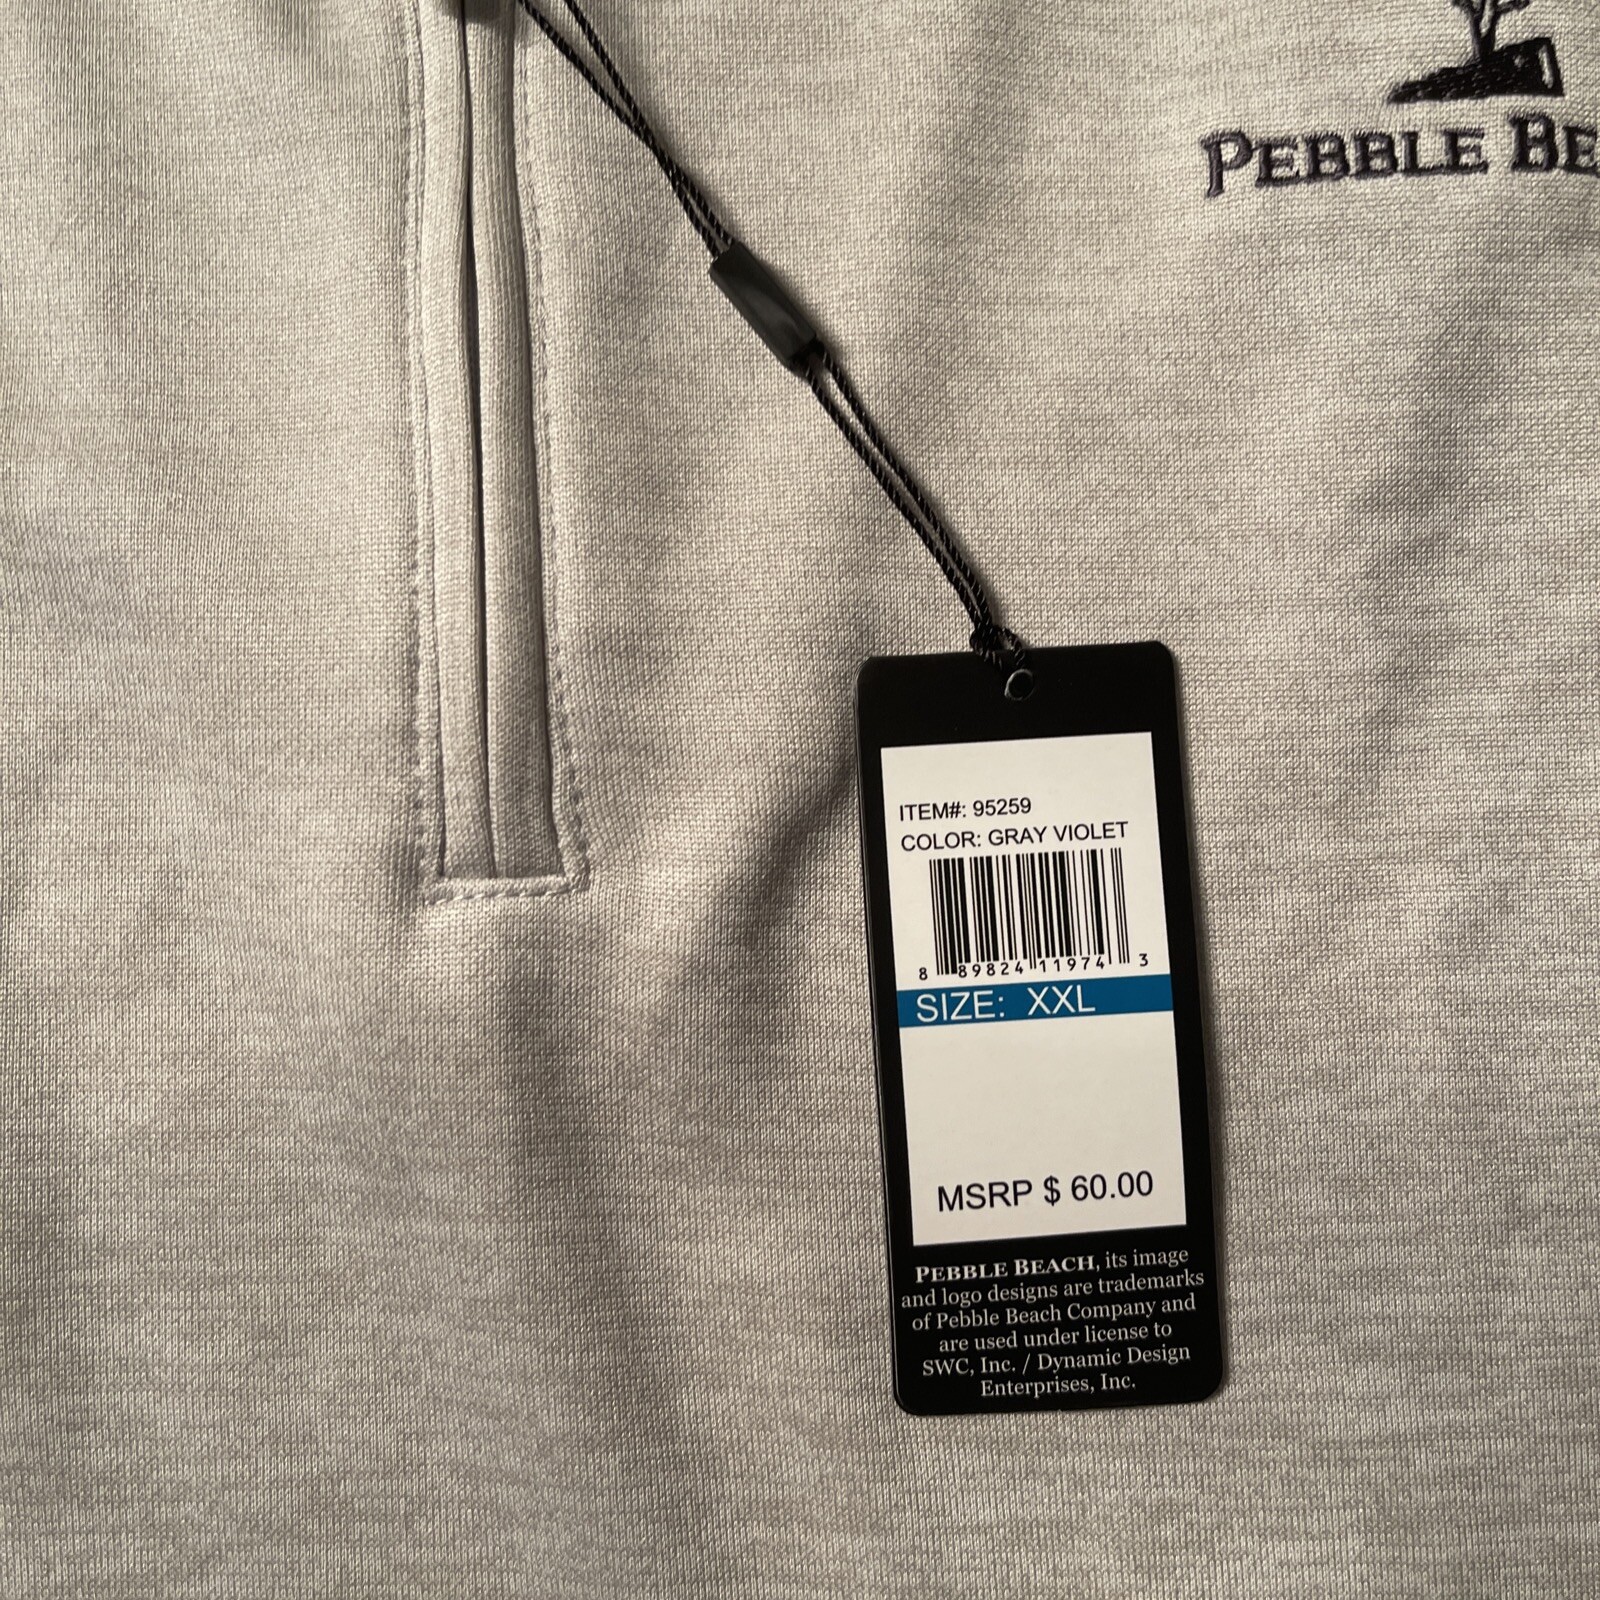 PEBBLE BE
ITEM#: 95259
COLOR: GRAY VIOLET
8 89824 11974 3
SIZE: XXL
MSRP $ 60.00
PEBBLE BEACH, its image
and logo designs are trademarks
of Pebble Beach Company and
are used under license to
SWC, Inc. / Dynamic Design
Enterprises, Inc.